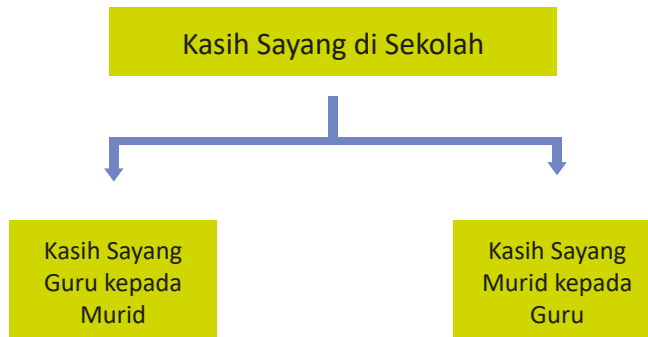 Kasih Sayang di Sekolah
Kasih Sayang
Guru kepada
Murid
Kasih Sayang
Murid kepada
Guru